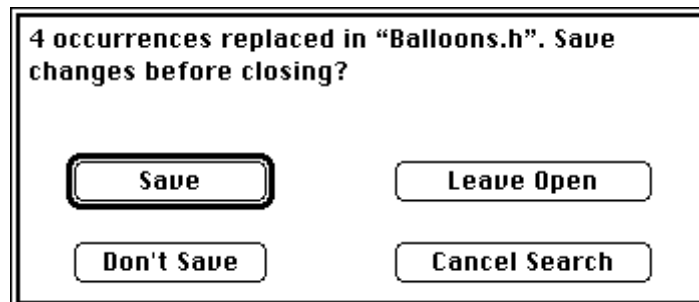 4 occurrences replaced in “Balloons.h”. Save
changes before closing?
Save
Leave Open
Don't Save
Cancel Search